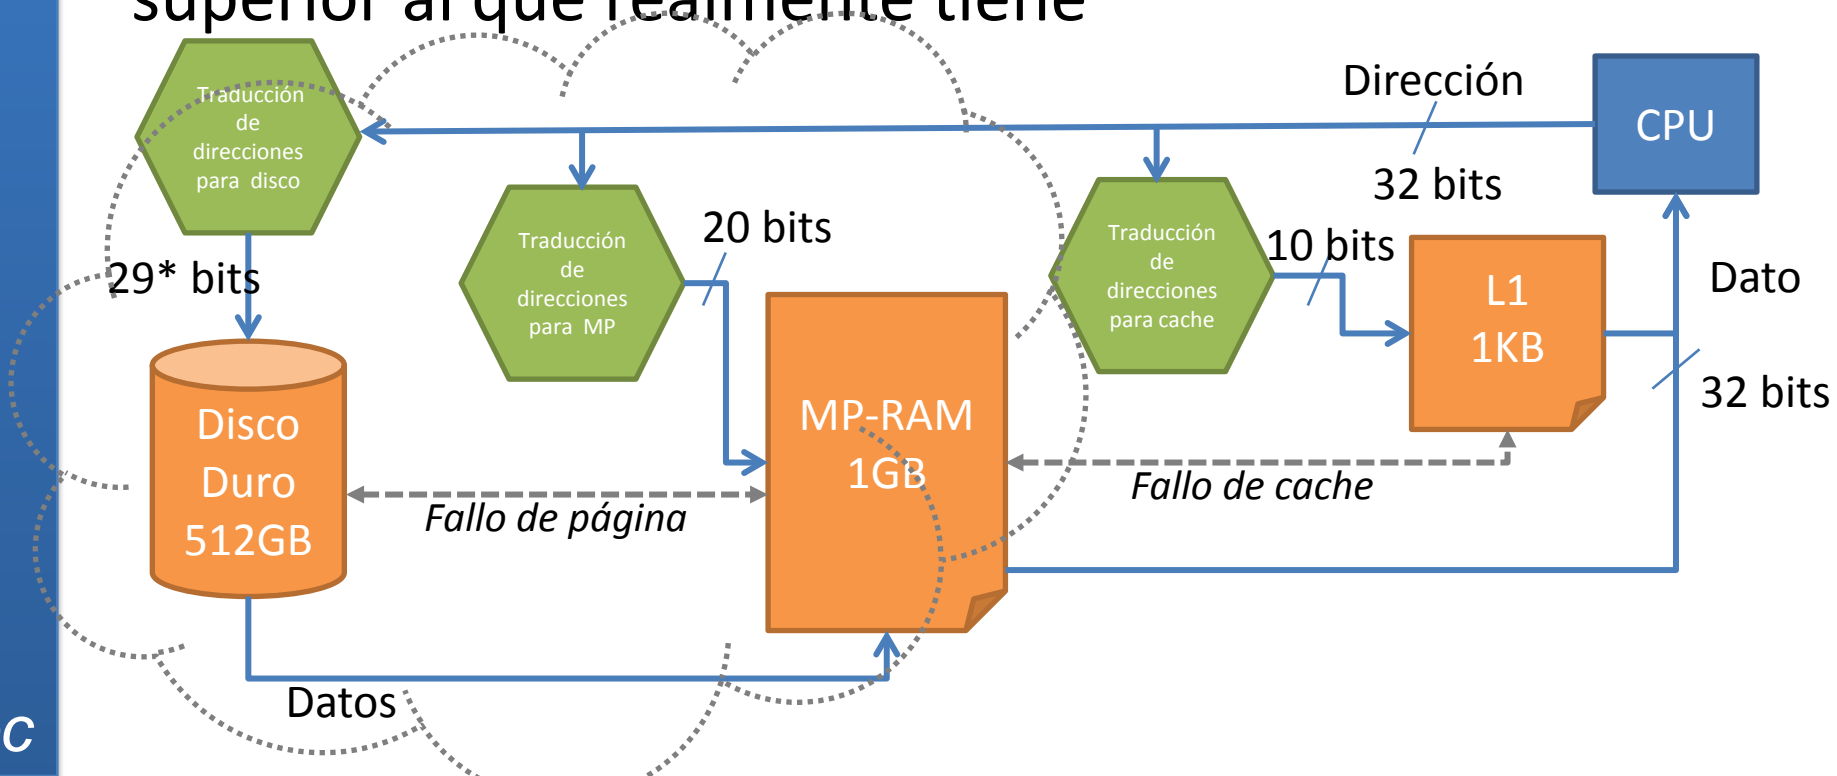 superior al que realmente tiene
Traducción
de
direcciones
para disco
Dirección
CPU
32 bits
Traducción
de
direcciones
para MP
20 bits
Traducción
de
direcciones
para cache
10 bits
29* bits
L1
1KB
Dato
32 bits
Disco
Duro
512GB
MP-RAM
1GB
Fallo de página
Fallo de cache
Datos
c